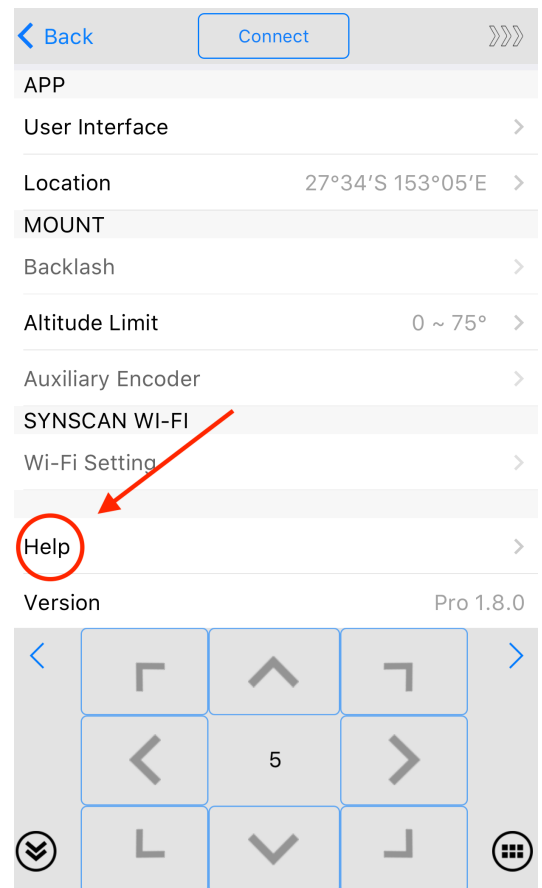 Back
Connect
APP
User Interface
Location 27°34′S 153°05′E
MOUNT
Backlash
Altitude Limit 0 ~ 75°
Auxiliary Encoder
SYNSCAN WI-FI
Wi-Fi Setting
Help
Version Pro 1.8.0
5